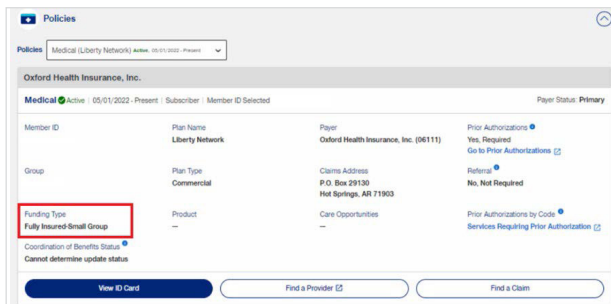 Policies
Policies Medical (Liberty Network) Active, 05/01/2022 - Present
Oxford Health Insurance, Inc.
Medical Active | 05/01/2022 - Present | Subscriber | Member ID Selected Payer Status: Primary
Member ID Plan Name Payer Prior Authorizations
Liberty Network Oxford Health Insurance, Inc. (06111) Yes, Required
Go to Prior Authorizations
Group Plan Type Claims Address Referral
Commercial P.O. Box 29130 No, Not Required
Hot Springs, AR 71903
Funding Type Product Care Opportunities Prior Authorizations by Code
Fully Insured-Small Group — — Services Requiring Prior Authorization
Coordination of Benefits Status
Cannot determine update status
View ID Card Find a Provider Find a Claim